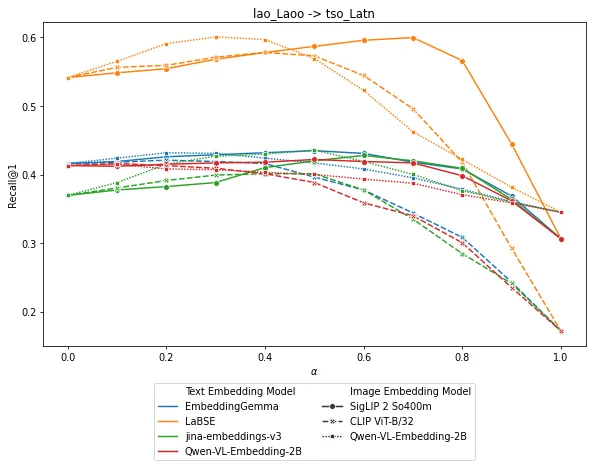 lao_Laoo -> tso_Latn
0.6
0.5
0.4
0.3
0.2
Recall@1
0.0 0.2 0.4 0.6 0.8 1.0
α
Text Embedding Model Image Embedding Model
EmbeddingGemma SigLIP 2 So400m
LaBSE CLIP ViT-B/32
jina-embeddings-v3 Qwen-VL-Embedding-2B
Qwen-VL-Embedding-2B